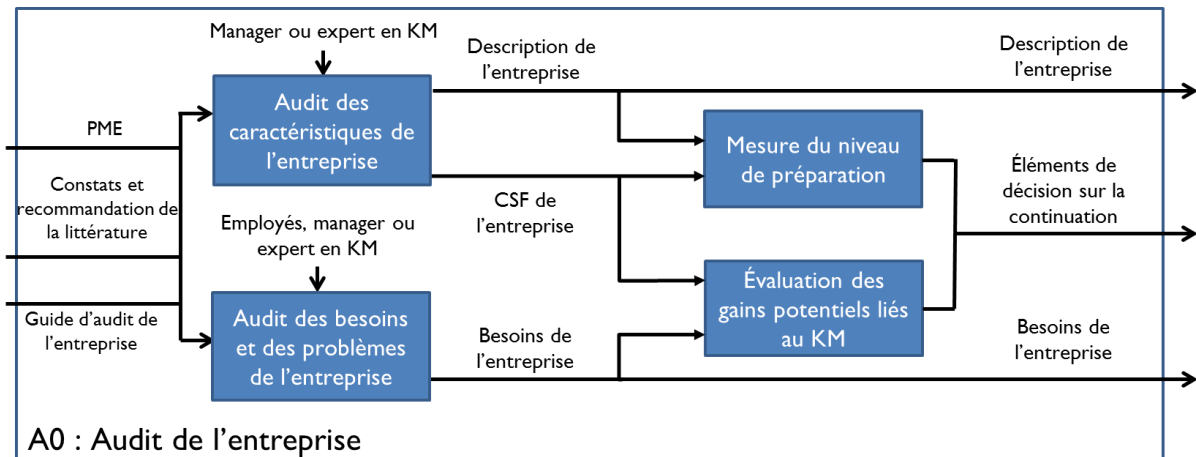 Manager ou expert en KM
Description de
l'entreprise
Description de
l'entreprise
Audit des
caractéristiques de
l'entreprise
PME
Mesure du niveau
de préparation
Constats et
recommandation de
la littérature
CSF de
l'entreprise
Éléments de
décision sur la
continuation
Employés, manager ou
expert en KM
Guide d'audit de
l'entreprise
Audit des besoins
et des problèmes
de l'entreprise
Évaluation des
gains potentiels liés
au KM
Besoins de
l'entreprise
Besoins de
l'entreprise
A0 : Audit de l'entreprise